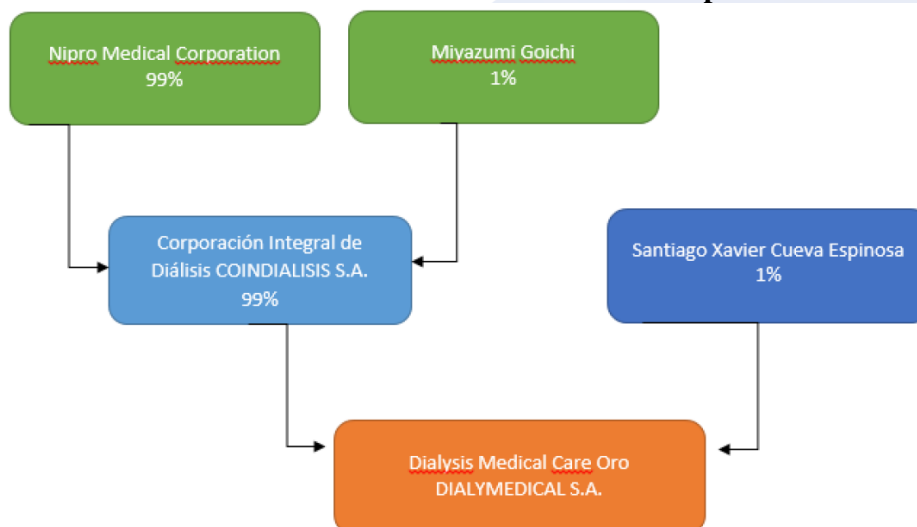 Nipro Medical Corporation
99%
Miyazumi Goichi
1%
Corporación Integral de
Diálisis COINDIALISIS S.A.
99%
Santiago Xavier Cueva Espinosa
1%
Dialysis Medical Care Oro
DIALYMEDICAL S.A.